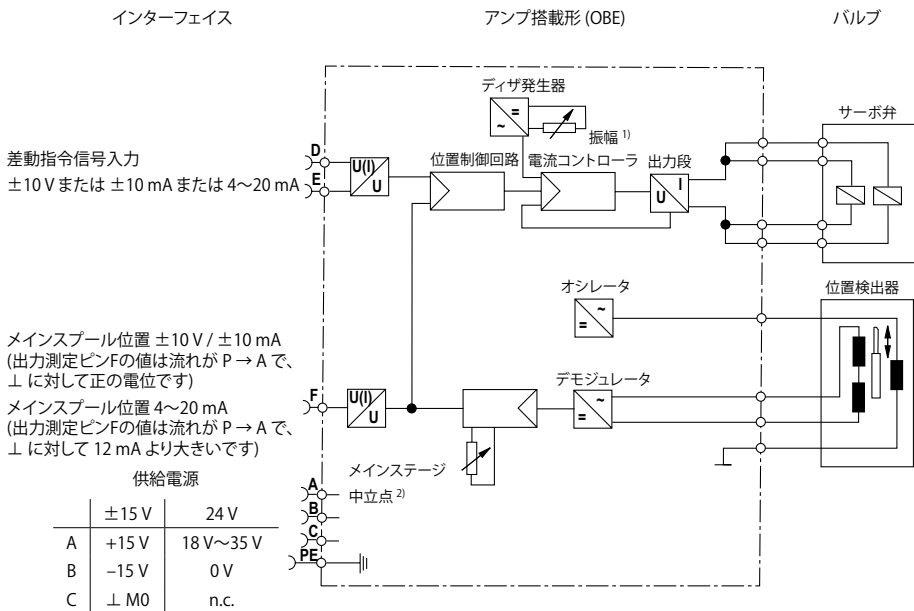 インターフェイス
アンプ搭載形 (OBE)
バルブ
ディザ発生器
=
~
振幅 1)
サーボ弁
差動指令信号入力
±10 V または ±10 mA または 4~20 mA
D
E
U(I)
U
位置制御回路
電流コントローラ
出力段
I
U
オシレータ
~
=
位置検出器
メインスプール位置 ±10 V / ±10 mA
(出力測定ピンFの値は流れが P → A で、
⊥ に対して正の電位です)
メインスプール位置 4~20 mA
(出力測定ピンFの値は流れが P → A で、
⊥ に対して 12 mA より大きいです)
F
U(I)
U
デモジュレータ
~
=
メインステージ
中立点 2)
供給電源
±15 V 24 V
A +15 V 18 V~35 V
B –15 V 0 V
C ⊥ M0 n.c.
A
B
C
PE